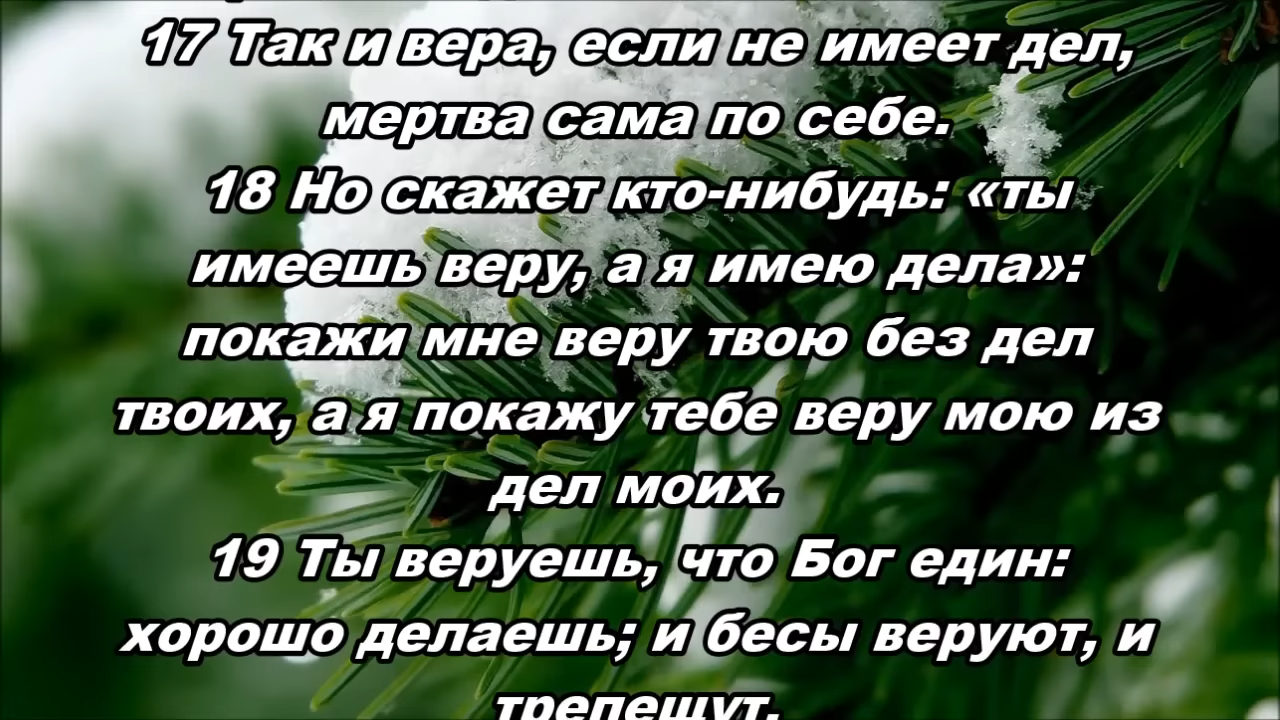 17 Так и вера, если не имеет дел,
мертва сама по себе.
18 Но скажет кто-нибудь: «ты
имеешь веру, а я имею дела»:
покажи мне веру твою без дел
твоих, а я покажу тебе веру мою из
дел моих.
19 Ты веруешь, что Бог един:
хорошо делаешь; и бесы веруют, и
трепещут.